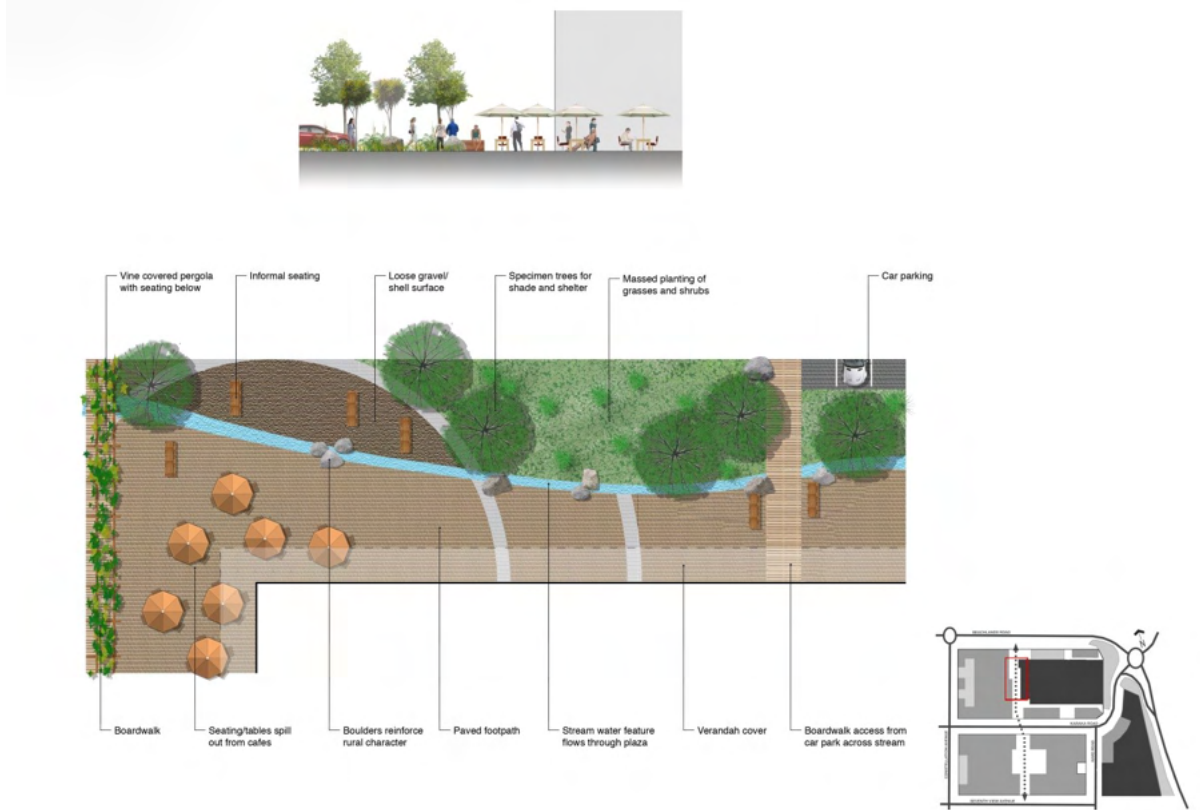 Vine covered pergola
with seating below
Informal seating
Loose gravel/
shell surface
Specimen trees for
shade and shelter
Massed planting of
grasses and shrubs
Car parking
Boardwalk
Seating/tables spill
out from cafes
Boulders reinforce
rural character
Paved footpath
Stream water feature
flows through plaza
Verandah cover
Boardwalk access from
car park across stream